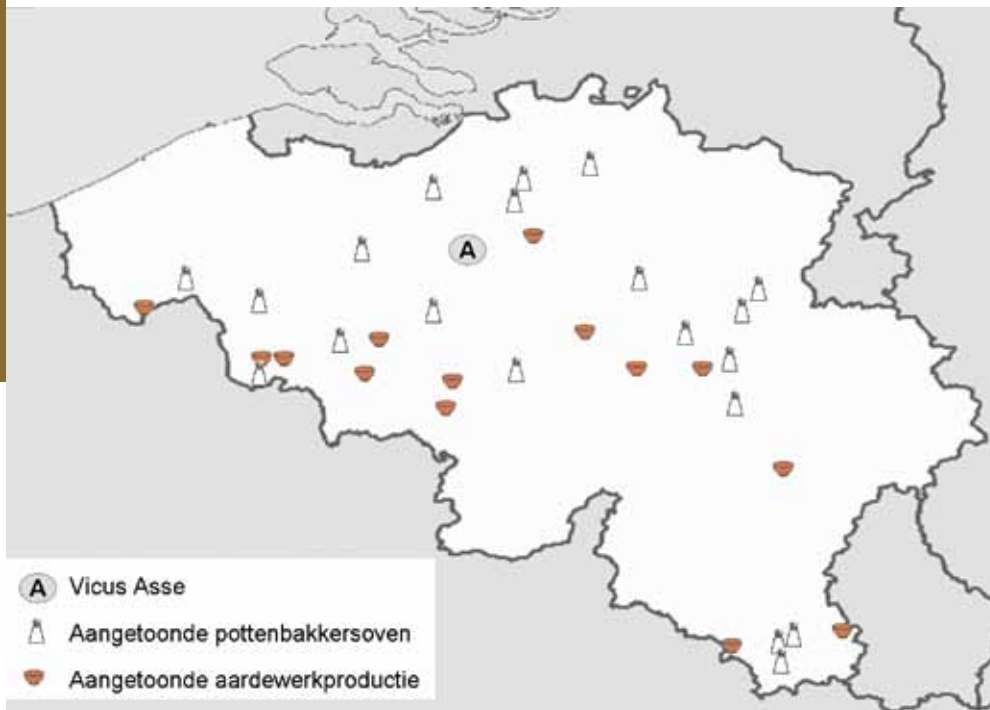 A
A Vicus Asse
Aangetoonde pottenbakkersoven
Aangetoonde aardewerkproductie